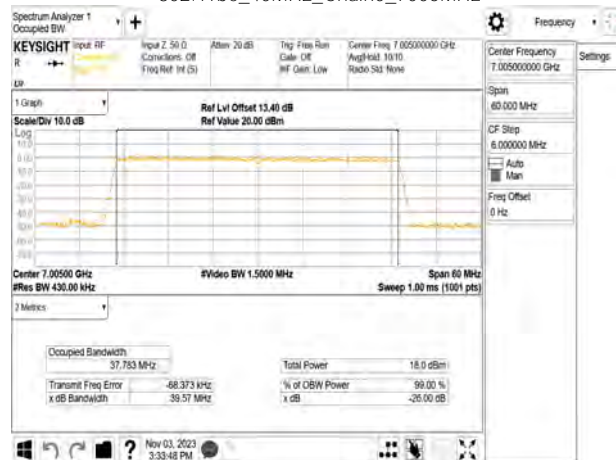 Spectrum Analyzer 1
Occupied BW
Frequency
Settings
KEYSIGHT
Input: RF
Input Z: 50 Ω
Corrections: Off
Freq Ref: Int (S)
Atten: 20 dB
Trig: Free Run
Gate: Off
#IF Gain: Low
Center Freq: 7.005000000 GHz
Avg|Hold: 10/10
Radio Std: None
R
Center Frequency
7.005000000 GHz
Span
60.000 MHz
CF Step
6.000000 MHz
Auto
Man
Freq Offset
0 Hz
1 Graph
Scale/Div 10.0 dB
Ref Lvl Offset 13.40 dB
Ref Value 20.00 dBm
Log
Center 7.00500 GHz
#Res BW 430.00 kHz
#Video BW 1.5000 MHz
Span 60 MHz
Sweep 1.00 ms (1001 pts)
2 Metrics
Occupied Bandwidth
37.783 MHz
Total Power
18.0 dBm
Transmit Freq Error
-68.373 kHz
% of OBW Power
99.00 %
x dB Bandwidth
39.57 MHz
x dB
-26.00 dB
Nov 03, 2023
3:33:48 PM